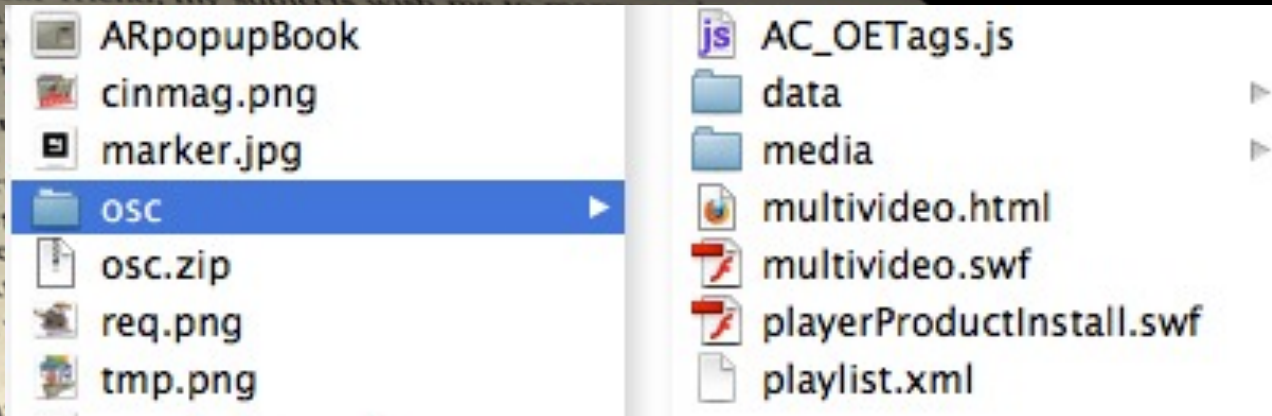 ARpopupBook
cinmag.png
marker.jpg
osc
osc.zip
req.png
tmp.png
AC_OETags.js
data
media
multivideo.html
multivideo.swf
playerProductInstall.swf
playlist.xml